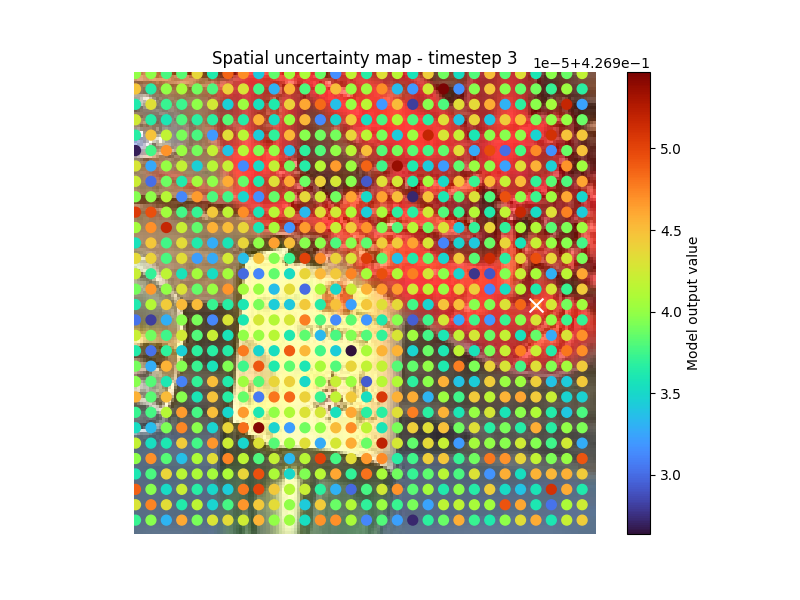 Spatial uncertainty map - timestep 3
1e-5+4.269e-1
5.0
4.5
4.0
3.5
3.0
Model output value